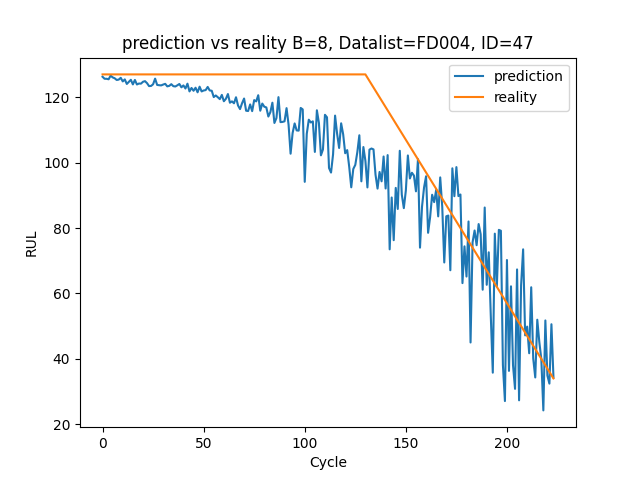 prediction vs reality B=8, Datalist=FD004, ID=47
prediction
reality
RUL
120
100
80
60
40
20
0
50
100
150
200
Cycle